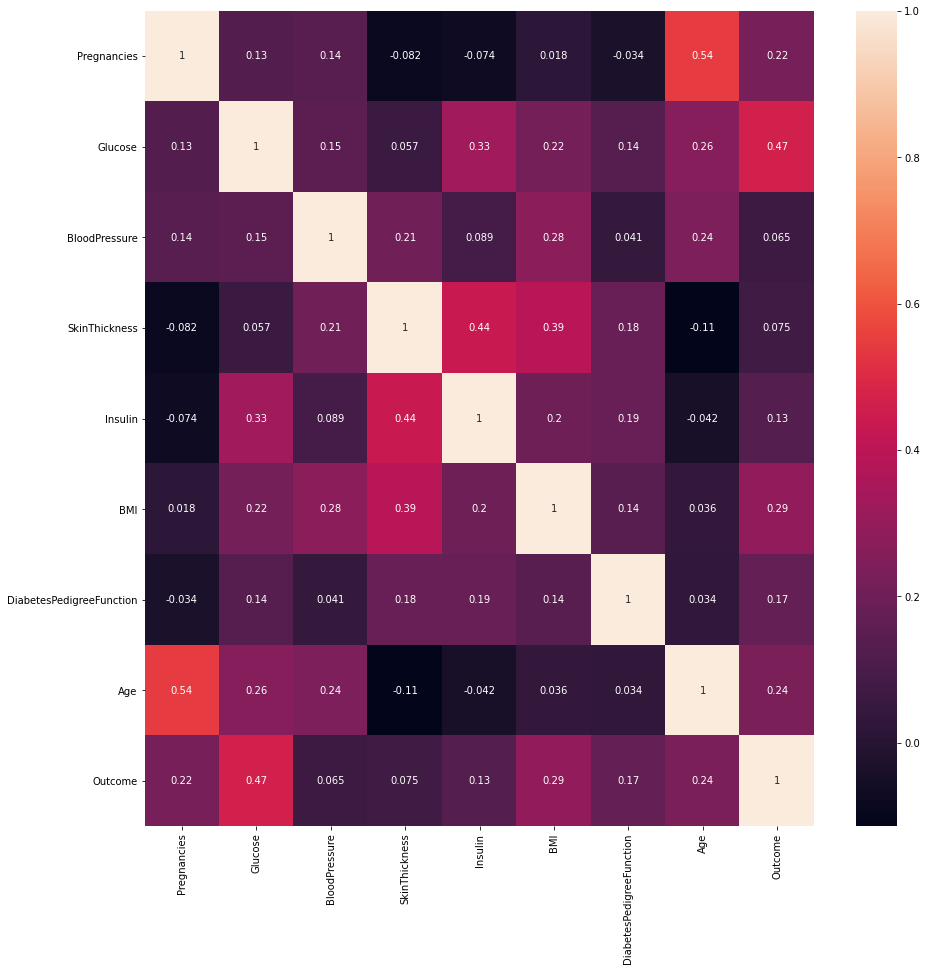 Pregnancies 1 0.13 0.14 -0.082 -0.074 0.018 -0.034 0.54 0.22
Glucose 0.13 1 0.15 0.057 0.33 0.22 0.14 0.26 0.47
BloodPressure 0.14 0.15 1 0.21 0.089 0.28 0.041 0.24 0.065
SkinThickness -0.082 0.057 0.21 1 0.44 0.39 0.18 -0.11 0.075
Insulin -0.074 0.33 0.089 0.44 1 0.2 0.19 -0.042 0.13
BMI 0.018 0.22 0.28 0.39 0.2 1 0.14 0.036 0.29
DiabetesPedigreeFunction -0.034 0.14 0.041 0.18 0.19 0.14 1 0.034 0.17
Age 0.54 0.26 0.24 -0.11 -0.042 0.036 0.034 1 0.24
Outcome 0.22 0.47 0.065 0.075 0.13 0.29 0.17 0.24 1
Pregnancies
Glucose
BloodPressure
SkinThickness
Insulin
BMI
DiabetesPedigreeFunction
Age
Outcome
1.0
0.8
0.6
0.4
0.2
0.0